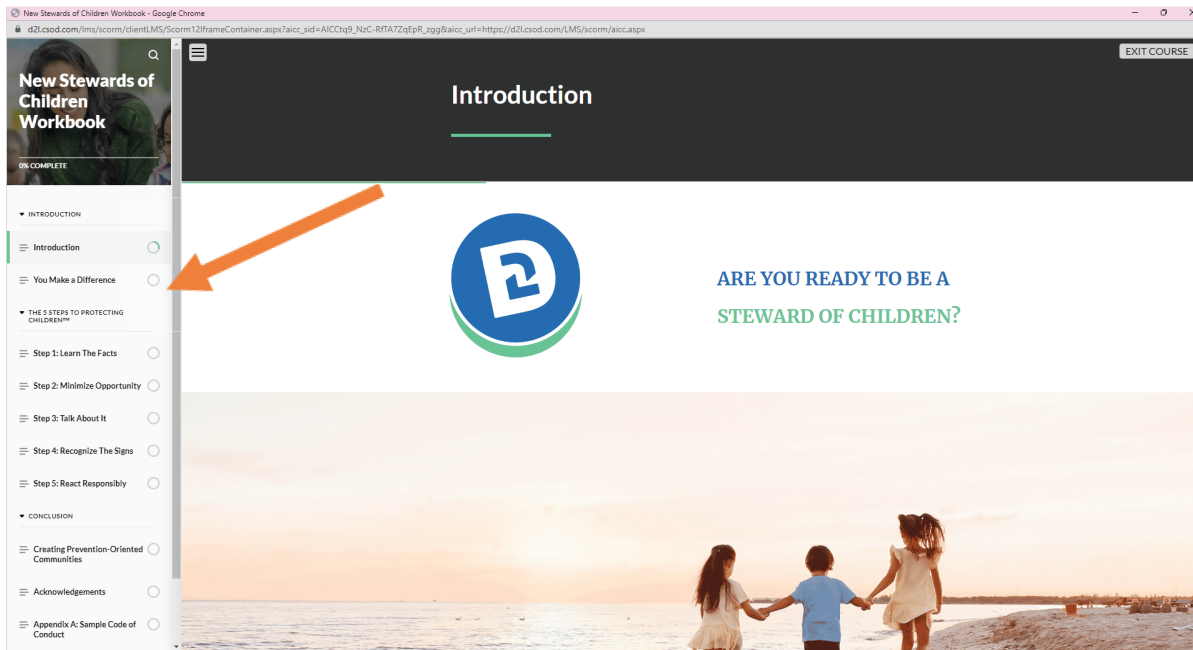 New Stewards of Children Workbook - Google Chrome
d2l.csod.com/lms/scorm/clientLMS/Scorm12IframeContainer.aspx?aicc_sid=AICCtq9_NzC-RfTA7ZqEpR_zgg&aicc_url=https://d2l.csod.com/LMS/scorm/aicc.aspx
EXIT COURSE
New Stewards of
Children
Workbook
0% COMPLETE
INTRODUCTION
Introduction
You Make a Difference
THE 5 STEPS TO PROTECTING
CHILDREN™
Step 1: Learn The Facts
Step 2: Minimize Opportunity
Step 3: Talk About It
Step 4: Recognize The Signs
Step 5: React Responsibly
CONCLUSION
Creating Prevention-Oriented
Communities
Acknowledgements
Appendix A: Sample Code of
Conduct
Introduction
D2
ARE YOU READY TO BE A
STEWARD OF CHILDREN?